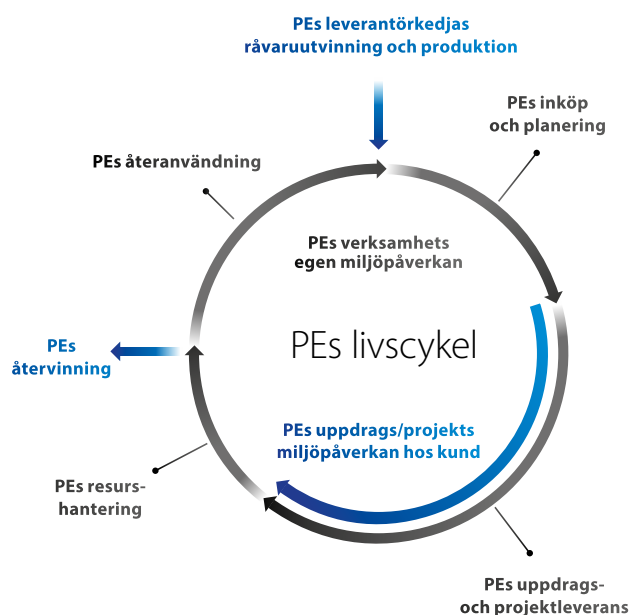 PEs leverantörkedjas
råvaruutvinning och produktion
PEs inköp
och planering
PEs återanvändning
PEs verksamhets
egen miljöpåverkan
PEs livscykel
PEs
återvinning
PEs uppdrags/projekts
miljöpåverkan hos kund
PEs resurs-
hantering
PEs uppdrags-
och projektleverans